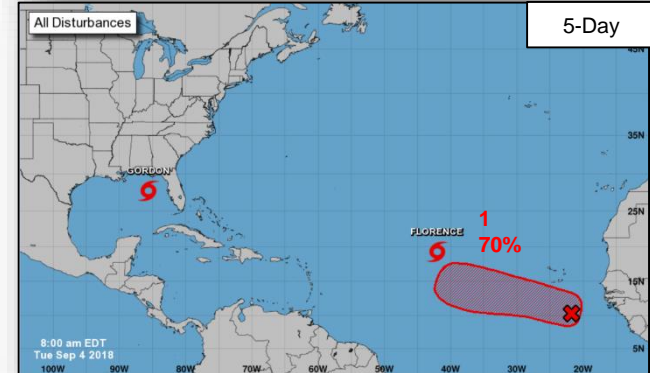 All Disturbances
5-Day
45N
35N
GORDON
25N
1
FLORENCE
70%
15N
8:00 am EDT
Tue Sep 4 2018
5N
100W 90W 80W 70W 60W 50W 40W 30W 20W